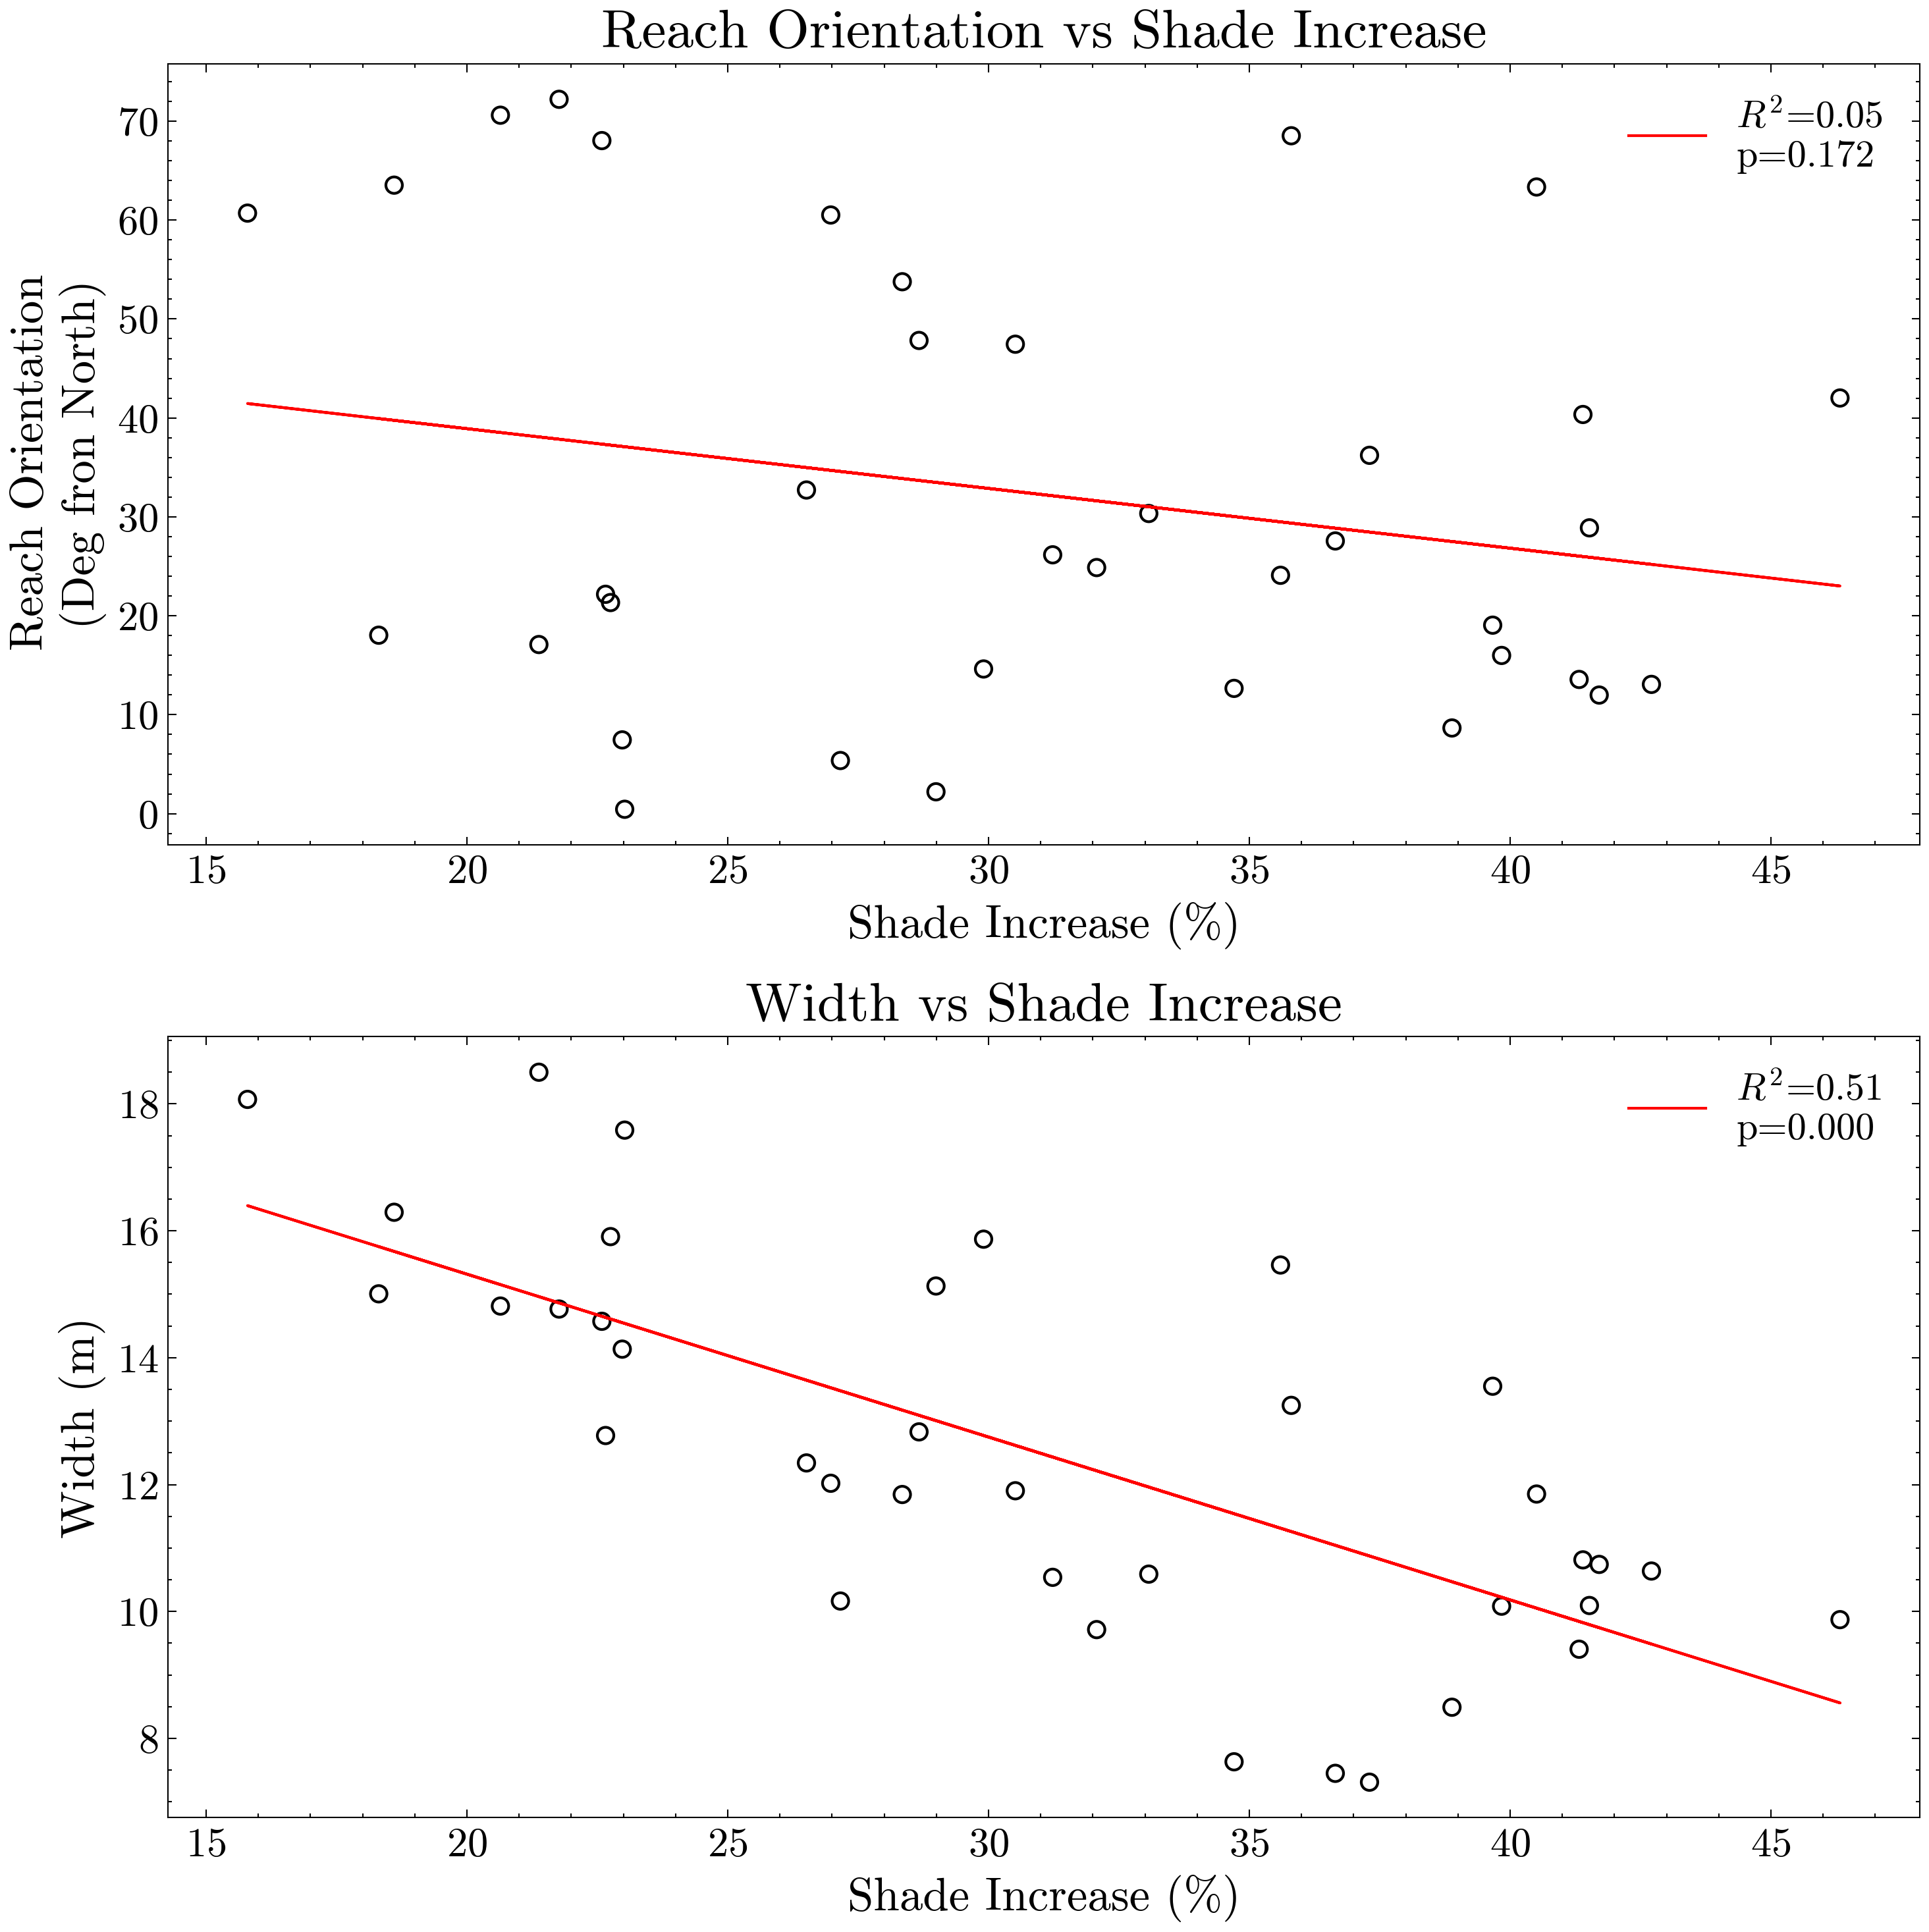 Reach Orientation vs Shade Increase
Reach Orientation
(Deg fron North)
70
60
50
40
30
20
10
0
R²=0.05
p=0.172
15 20 25 30 35 40 45
Shade Increase (%)
Width vs Shade Increase
Width (m)
18
16
14
12
10
8
R²=0.51
p=0.000
15 20 25 30 35 40 45
Shade Increase (%)